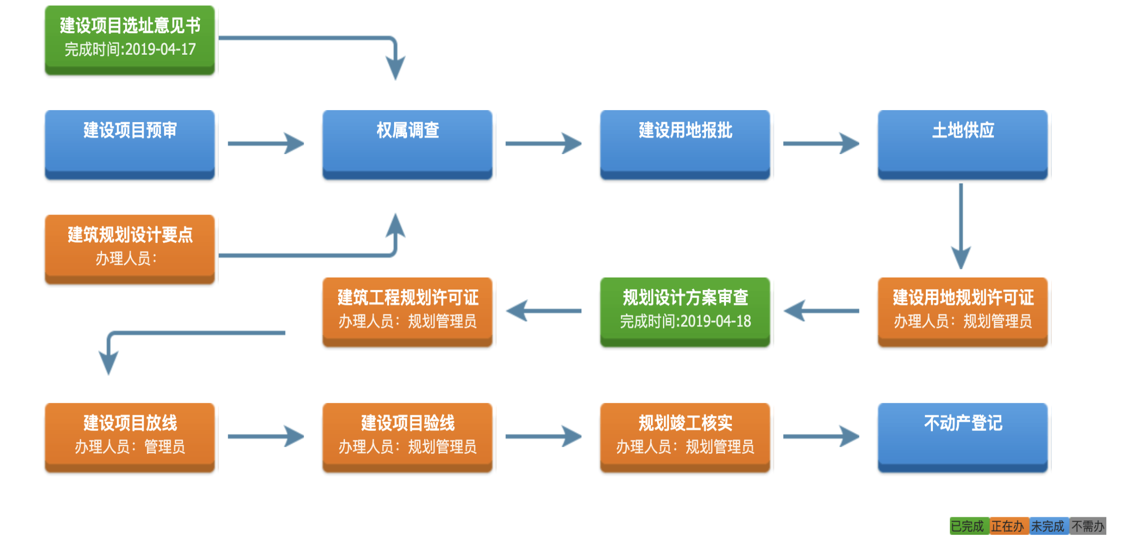 建设项目选址意见书
完成时间:2019-04-17
建设项目预审
权属调查
建设用地报批
土地供应
建筑规划设计要点
办理人员：
建筑工程规划许可证
办理人员：规划管理员
规划设计方案审查
完成时间:2019-04-18
建设用地规划许可证
办理人员：规划管理员
建设项目放线
办理人员：管理员
建设项目验线
办理人员：规划管理员
规划竣工核实
办理人员：规划管理员
不动产登记
已完成 正在办 未完成 不需办